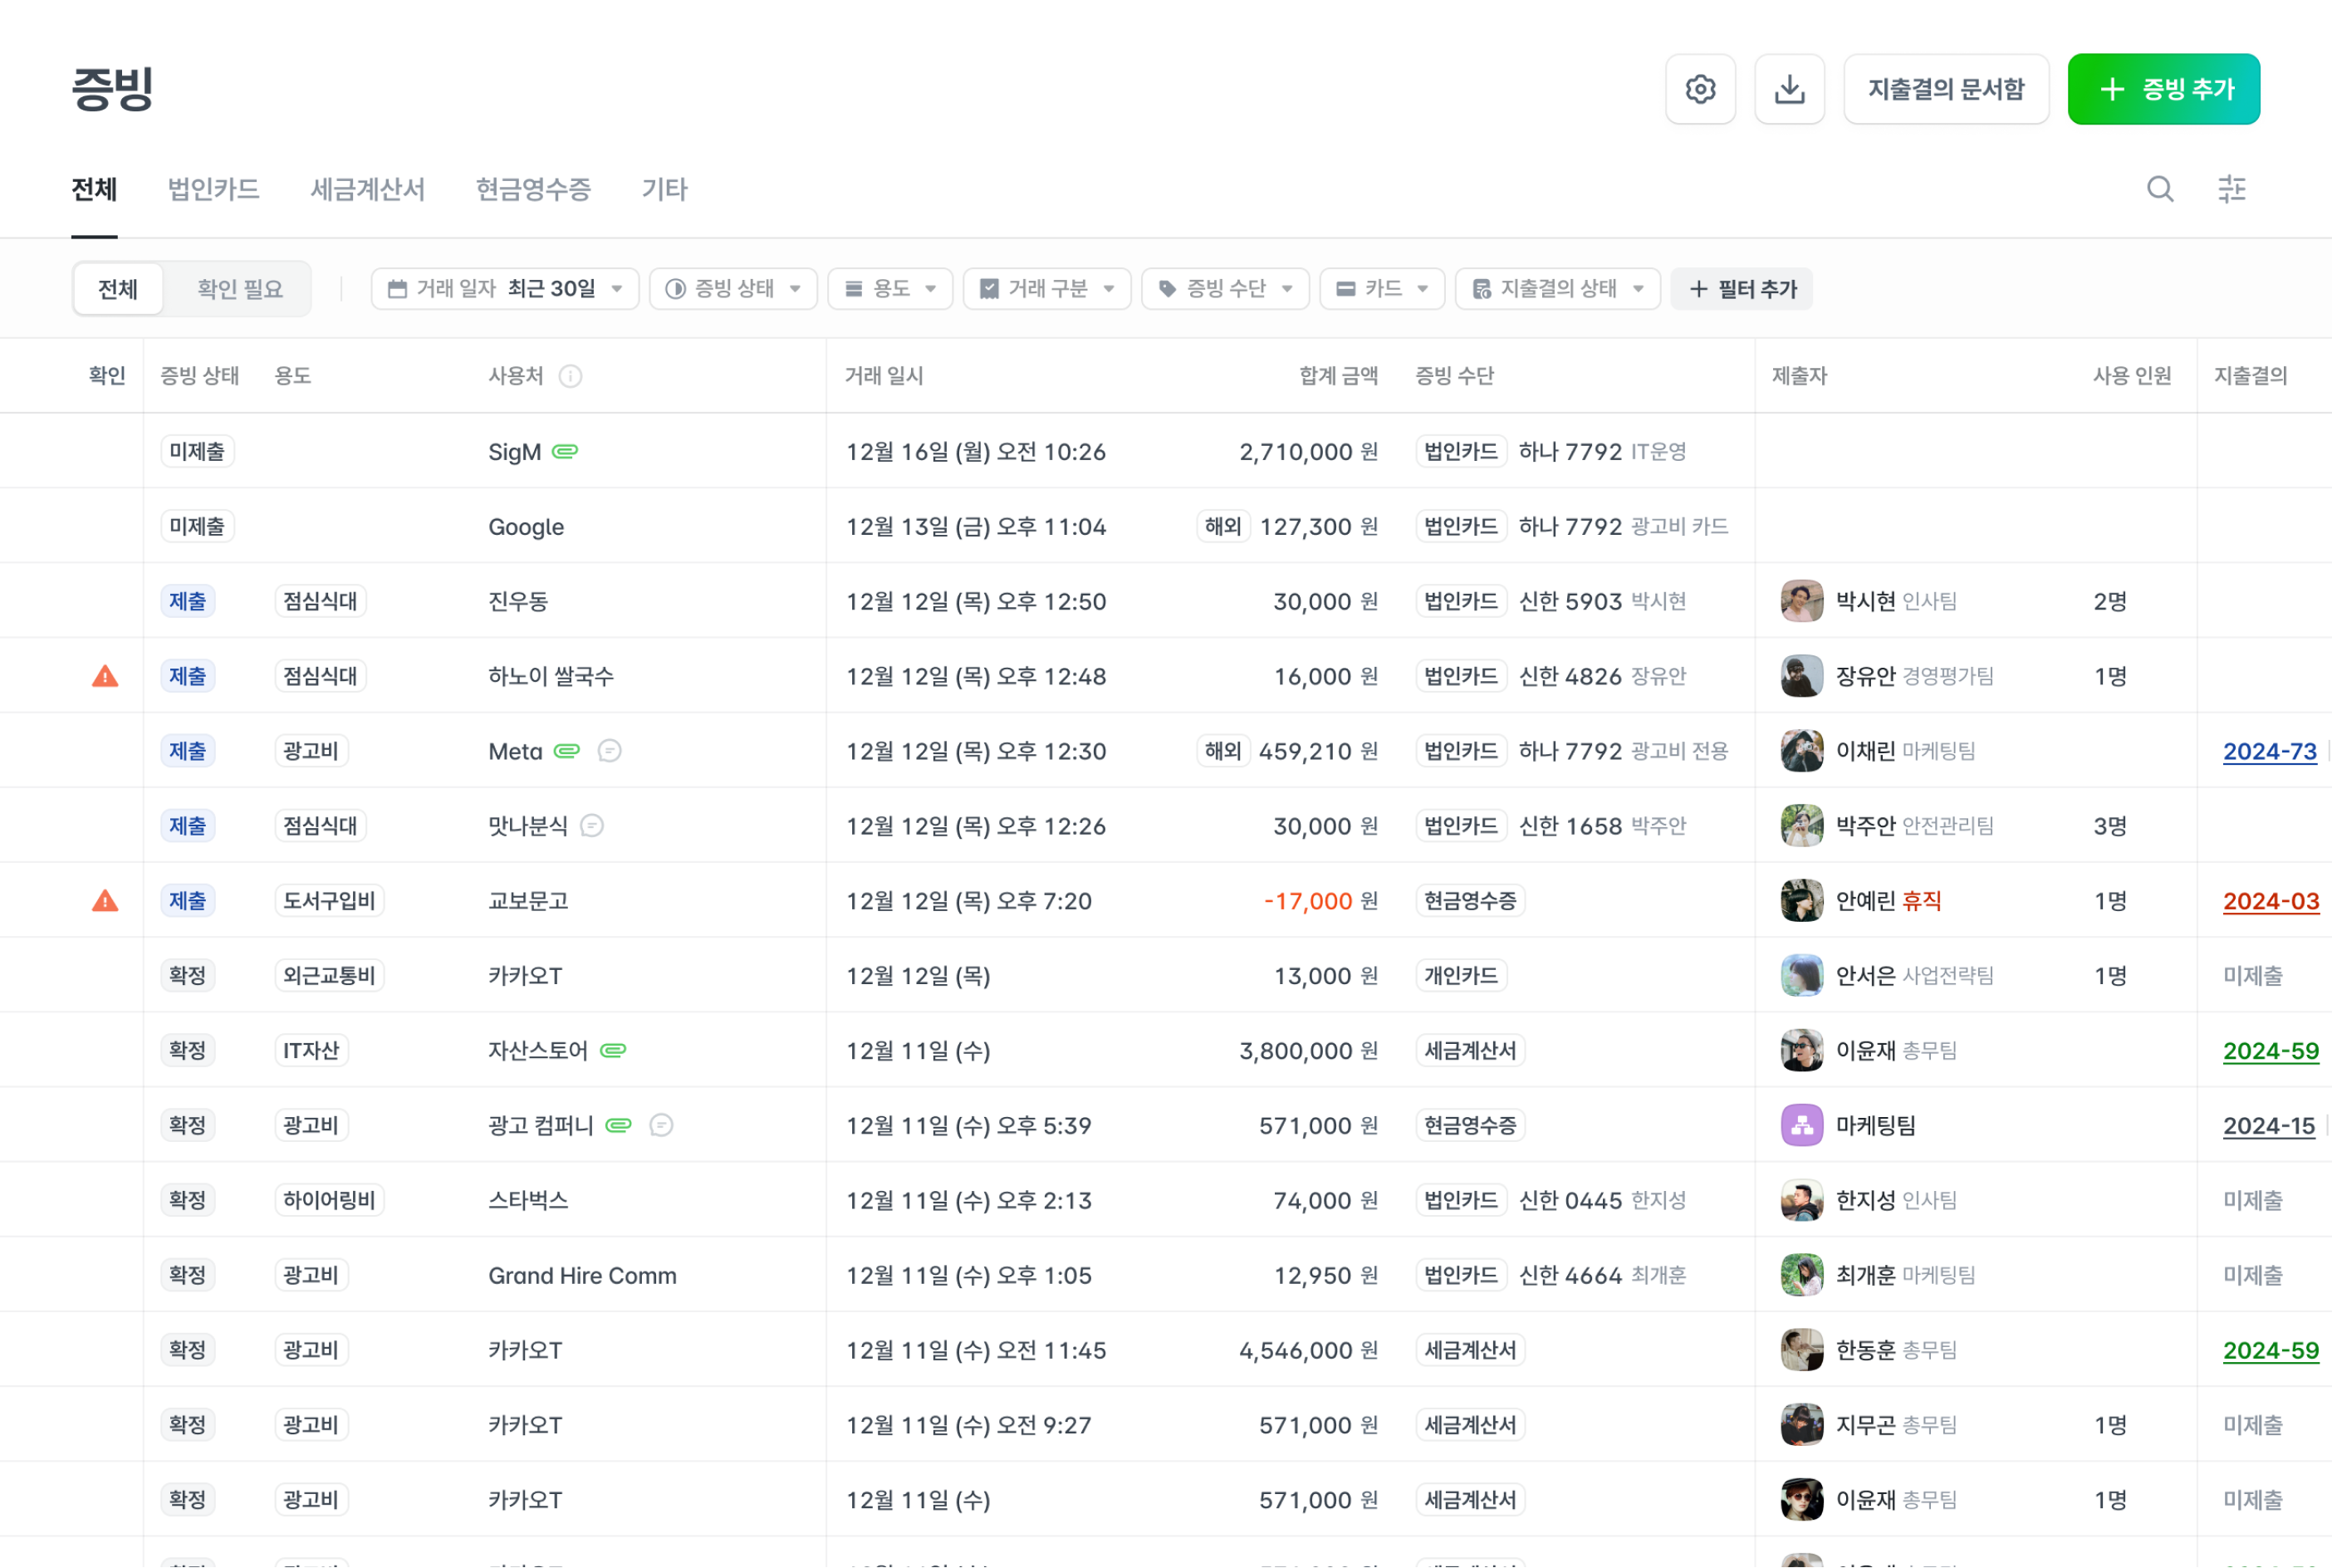 증빙
지출결의 문서함
증빙 추가
전체 법인카드 세금계산서 현금영수증 기타
전체 확인 필요 거래 일자 최근 30일 증빙 상태 용도 거래 구분 증빙 수단 카드 지출결의 상태 필터 추가
확인 증빙 상태 용도 사용처 거래 일시 합계 금액 증빙 수단 제출자 사용 인원 지출결의
미제출 SigM 12월 16일 (월) 오전 10:26 2,710,000 원 법인카드 하나 7792 IT운영
미제출 Google 12월 13일 (금) 오후 11:04 해외 127,300 원 법인카드 하나 7792 광고비 카드
제출 점심식대 진우동 12월 12일 (목) 오후 12:50 30,000 원 법인카드 신한 5903 박시현 박시현 인사팀 2명
제출 점심식대 하노이 쌀국수 12월 12일 (목) 오후 12:48 16,000 원 법인카드 신한 4826 장유안 장유안 경영평가팀 1명
제출 광고비 Meta 12월 12일 (목) 오후 12:30 해외 459,210 원 법인카드 하나 7792 광고비 전용 이채린 마케팅팀 2024-73
제출 점심식대 맛나분식 12월 12일 (목) 오후 12:26 30,000 원 법인카드 신한 1658 박주안 박주안 안전관리팀 3명
제출 도서구입비 교보문고 12월 12일 (목) 오후 7:20 -17,000 원 현금영수증 안예린 휴직 1명 2024-03
확정 외근교통비 카카오T 12월 12일 (목) 13,000 원 개인카드 안서은 사업전략팀 1명 미제출
확정 IT자산 자산스토어 12월 11일 (수) 3,800,000 원 세금계산서 이윤재 총무팀 2024-59
확정 광고비 광고 컴퍼니 12월 11일 (수) 오후 5:39 571,000 원 현금영수증 마케팅팀 2024-15
확정 하이어링비 스타벅스 12월 11일 (수) 오후 2:13 74,000 원 법인카드 신한 0445 한지성 한지성 인사팀 미제출
확정 광고비 Grand Hire Comm 12월 11일 (수) 오후 1:05 12,950 원 법인카드 신한 4664 최개훈 최개훈 마케팅팀 미제출
확정 광고비 카카오T 12월 11일 (수) 오전 11:45 4,546,000 원 세금계산서 한동훈 총무팀 2024-59
확정 광고비 카카오T 12월 11일 (수) 오전 9:27 571,000 원 세금계산서 지무곤 총무팀 1명 미제출
확정 광고비 카카오T 12월 11일 (수) 571,000 원 세금계산서 이윤재 총무팀 1명 미제출